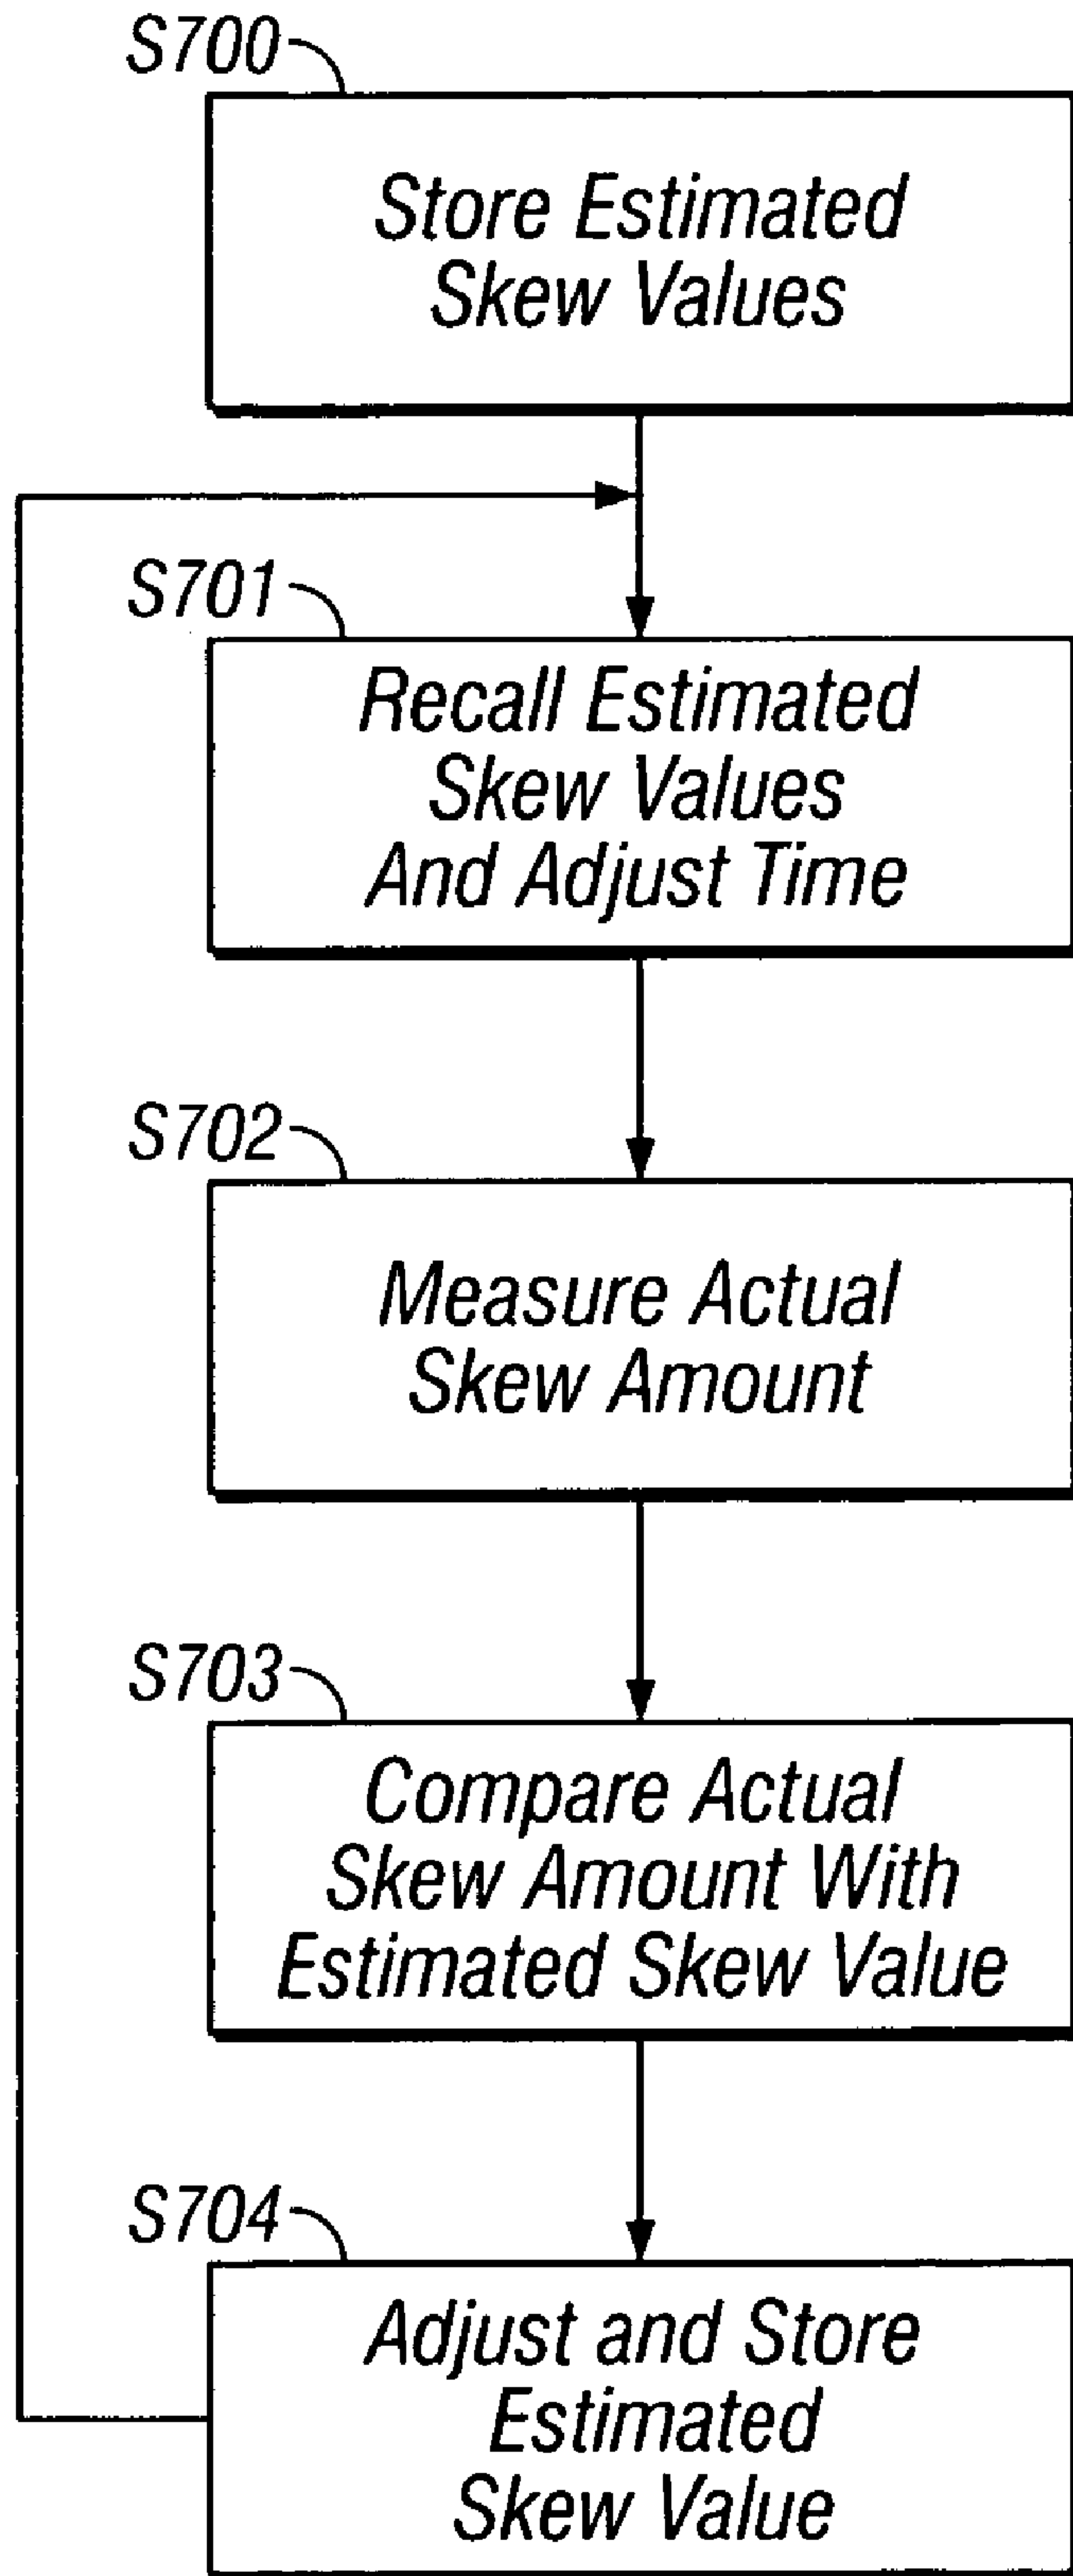 S700
Store Estimated
Skew Values
S701
Recall Estimated
Skew Values
And Adjust Time
S702
Measure Actual
Skew Amount
S703
Compare Actual
Skew Amount With
Estimated Skew Value
S704
Adjust and Store
Estimated
Skew Value